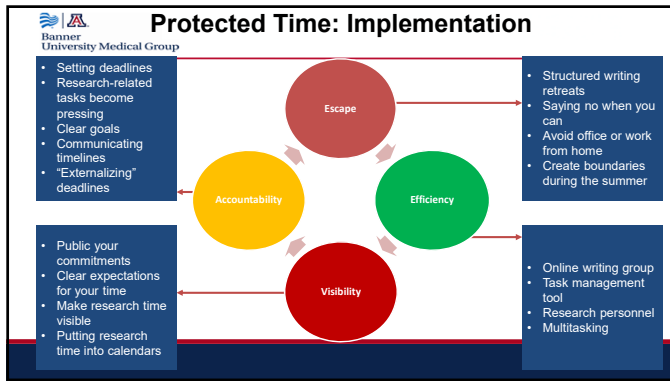 Protected Time: Implementation
A
Banner
University Medical Group
• Setting deadlines
• Research-related
tasks become
pressing
• Clear goals
• Communicating
timelines
• “Externalizing”
deadlines
Escape
• Structured writing
retreats
• Saying no when you
can
• Avoid office or work
from home
• Create boundaries
during the summer
Accountability
Efficiency
• Public your
commitments
• Clear expectations
for your time
• Make research time
visible
• Putting research
time into calendars
Visibility
• Online writing group
• Task management
tool
• Research personnel
• Multitasking